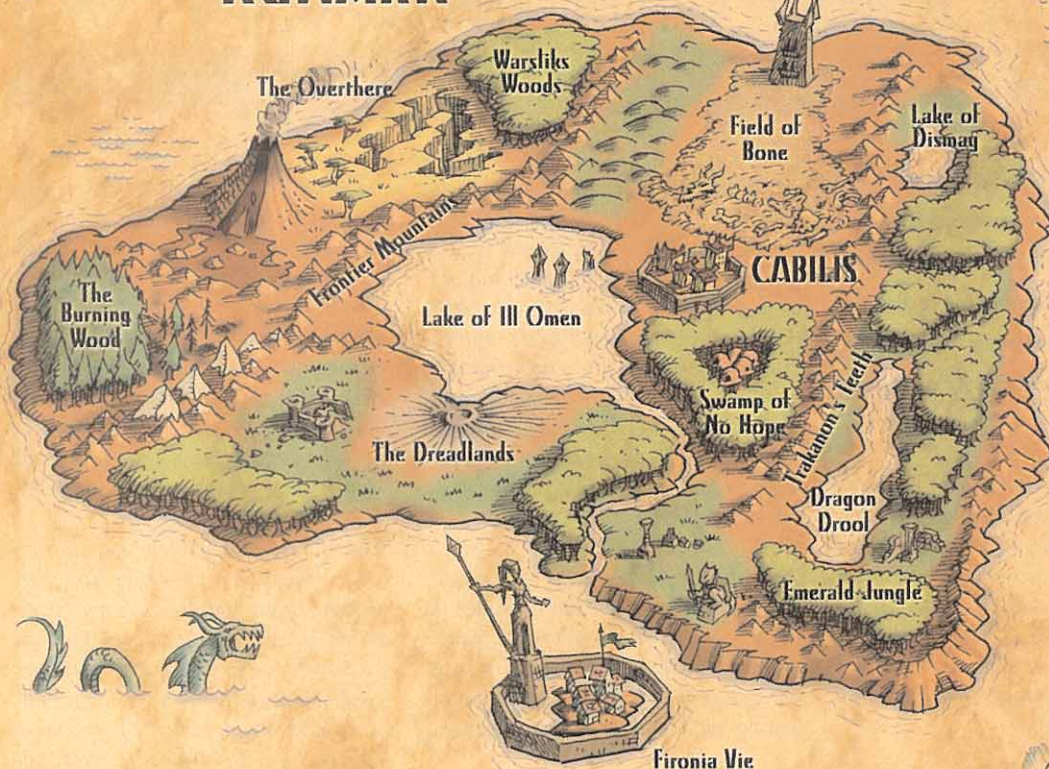 The Overthere
Warsliks
Woods
Field of
Bone
Lake of
Dismay
Frontier Mountains
CABILIS
The
Burning
Wood
Lake of Ill Omen
Swamp of
No Hope
Trakanon's Teeth
The Dreadlands
Dragon
Drool
Emerald Jungle
Fironia Vie